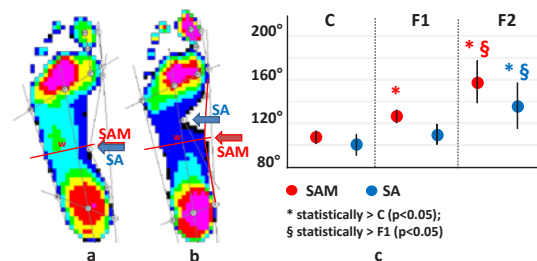 C F1 F2
200°
160°
120°
80°
* §
*
* §
SA
SAM
w
SA
SAM
w
SAM SA
* statistically > C (p<0.05);
§ statistically > F1 (p<0.05)
a b c